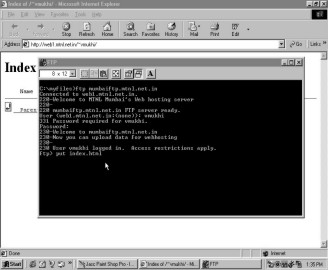 Index of /~vmukhi/ - Microsoft Internet Explorer
File Edit View Favorites Tools Help
Stop Refresh Home Search Favorites History Mail Print Edit
Address http://web1.mtnl.net.in/~vmukhi/ Go Links
Index
Name
Parent
FTP
8 x 12
C:\myfiles>ftp mumbaiftp.mtnl.net.in
Connected to web1.mtnl.net.in.
220-Welcome to MTNL Mumbai's Web hosting server
220-
220 mumbaiftp.mtnl.net.in FTP server ready.
User (web1.mtnl.net.in:(none)): vmukhi
331 Password required for vmukhi.
Password:
230-Welcome to mumbaiftp.mtnl.net.in
230-Now you can upload data for webhosting
230-
230 User vmukhi logged in. Access restrictions apply.
ftp> put index.html
Done Internet
Start Jasc Paint Shop Pro - I... Index of /~vmukhi/ - Mi... FTP 1:35 PM